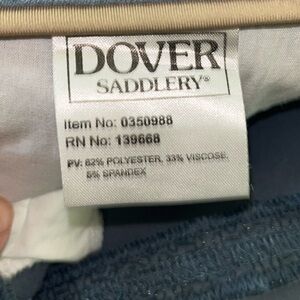 DOVER
SADDLERY®
Item No: 0350988
RN No: 139668
PV: 62% POLYESTER, 33% VISCOSE,
5% SPANDEX